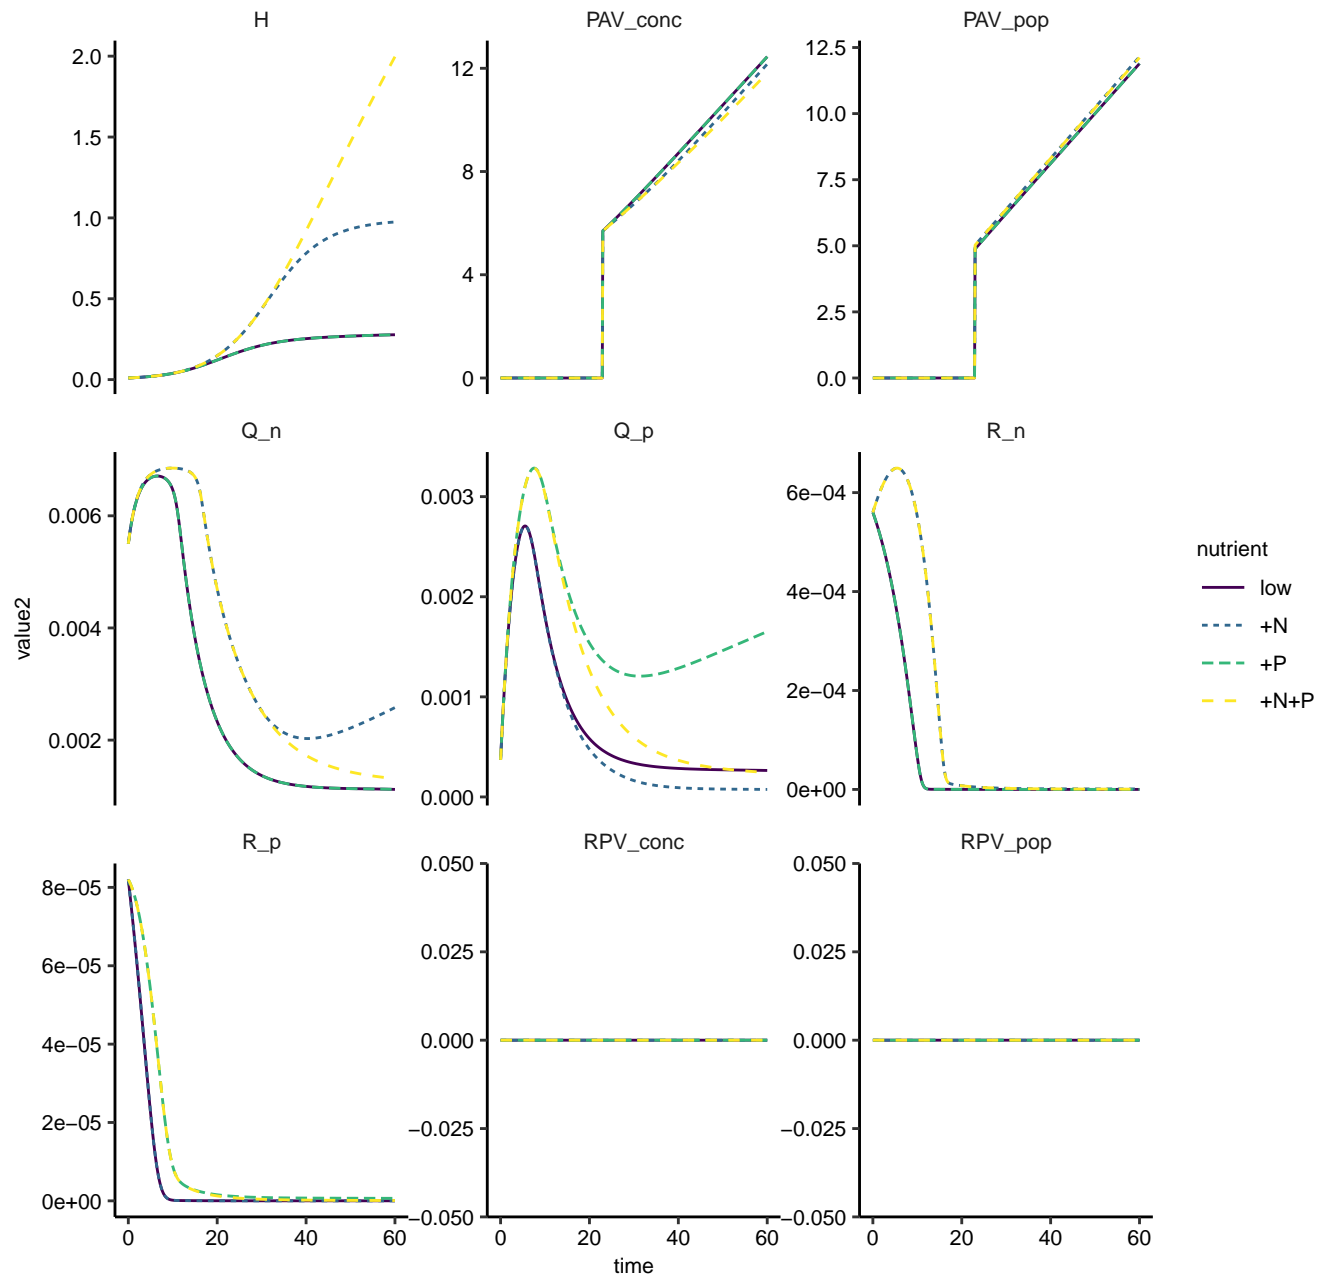 H
PAV_conc
PAV_pop
2.0
1.5
1.0
0.5
0.0
12
8
4
0
12.5
10.0
7.5
5.0
2.5
0.0
Q_n
Q_p
R_n
0.006
0.004
0.002
0.003
0.002
0.001
0.000
6e−04
4e−04
2e−04
0e+00
value2
nutrient
low
+N
+P
+N+P
R_p
RPV_conc
RPV_pop
8e−05
6e−05
4e−05
2e−05
0e+00
0.050
0.025
0.000
−0.025
−0.050
0.050
0.025
0.000
−0.025
−0.050
0 20 40 60
0 20 40 60
0 20 40 60
time